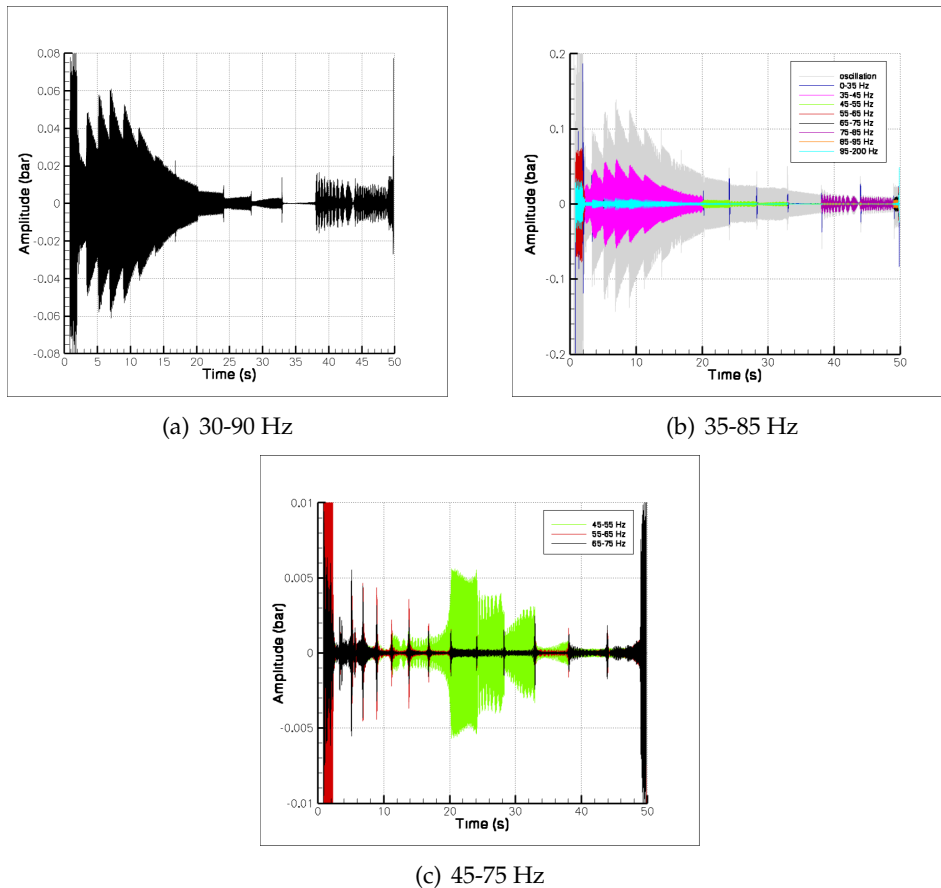 0.08
0.06
0.04
0.02
0
-0.02
-0.04
-0.06
-0.08
Amplitude (bar)
0 5 10 15 20 25 30 35 40 45 50
Time (s)
(a) 30-90 Hz
0.2
0.1
0
-0.1
-0.2
Amplitude (bar)
oscillation
0-35 Hz
35-45 Hz
45-55 Hz
55-65 Hz
65-75 Hz
75-85 Hz
85-95 Hz
95-200 Hz
0 10 20 30 40 50
Time (s)
(b) 35-85 Hz
0.01
0.005
0
-0.005
-0.01
Amplitude (bar)
45-55 Hz
55-65 Hz
65-75 Hz
0 10 20 30 40 50
Time (s)
(c) 45-75 Hz